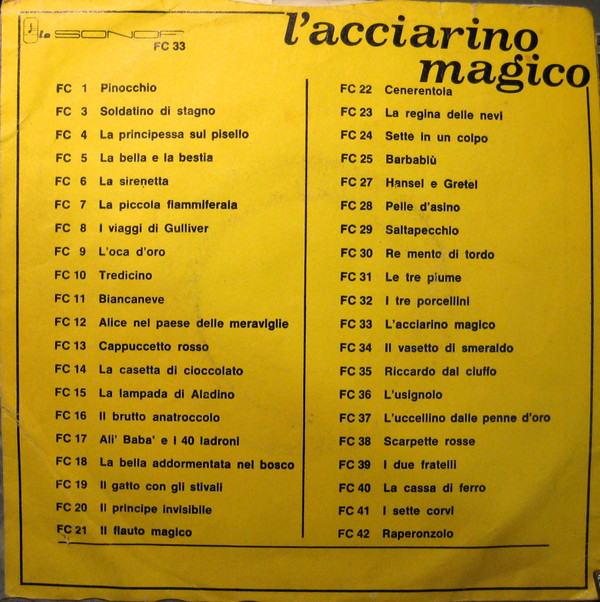 la SONOR
FC 33
l'acciarino
magico
FC 1 Pinocchio
FC 3 Soldatino di stagno
FC 4 La principessa sul pisello
FC 5 La bella e la bestia
FC 6 La sirenetta
FC 7 La piccola fiammiferaia
FC 8 I viaggi di Gulliver
FC 9 L'oca d'oro
FC 10 Tredicino
FC 11 Biancaneve
FC 12 Alice nel paese delle meraviglie
FC 13 Cappuccetto rosso
FC 14 La casetta di cioccolato
FC 15 La lampada di Aladino
FC 16 Il brutto anatroccolo
FC 17 Ali' Baba' e i 40 ladroni
FC 18 La bella addormentata nel bosco
FC 19 Il gatto con gli stivali
FC 20 Il principe invisibile
FC 21 Il flauto magico
FC 22 Cenerentola
FC 23 La regina delle nevi
FC 24 Sette in un colpo
FC 25 Barbablù
FC 27 Hansel e Gretel
FC 28 Pelle d'asino
FC 29 Saltapecchio
FC 30 Re mento di tordo
FC 31 Le tre piume
FC 32 I tre porcellini
FC 33 L'acciarino magico
FC 34 Il vasetto di smeraldo
FC 35 Riccardo dal ciuffo
FC 36 L'usignolo
FC 37 L'uccellino dalle penne d'oro
FC 38 Scarpette rosse
FC 39 I due fratelli
FC 40 La cassa di ferro
FC 41 I sette corvi
FC 42 Raperonzolo